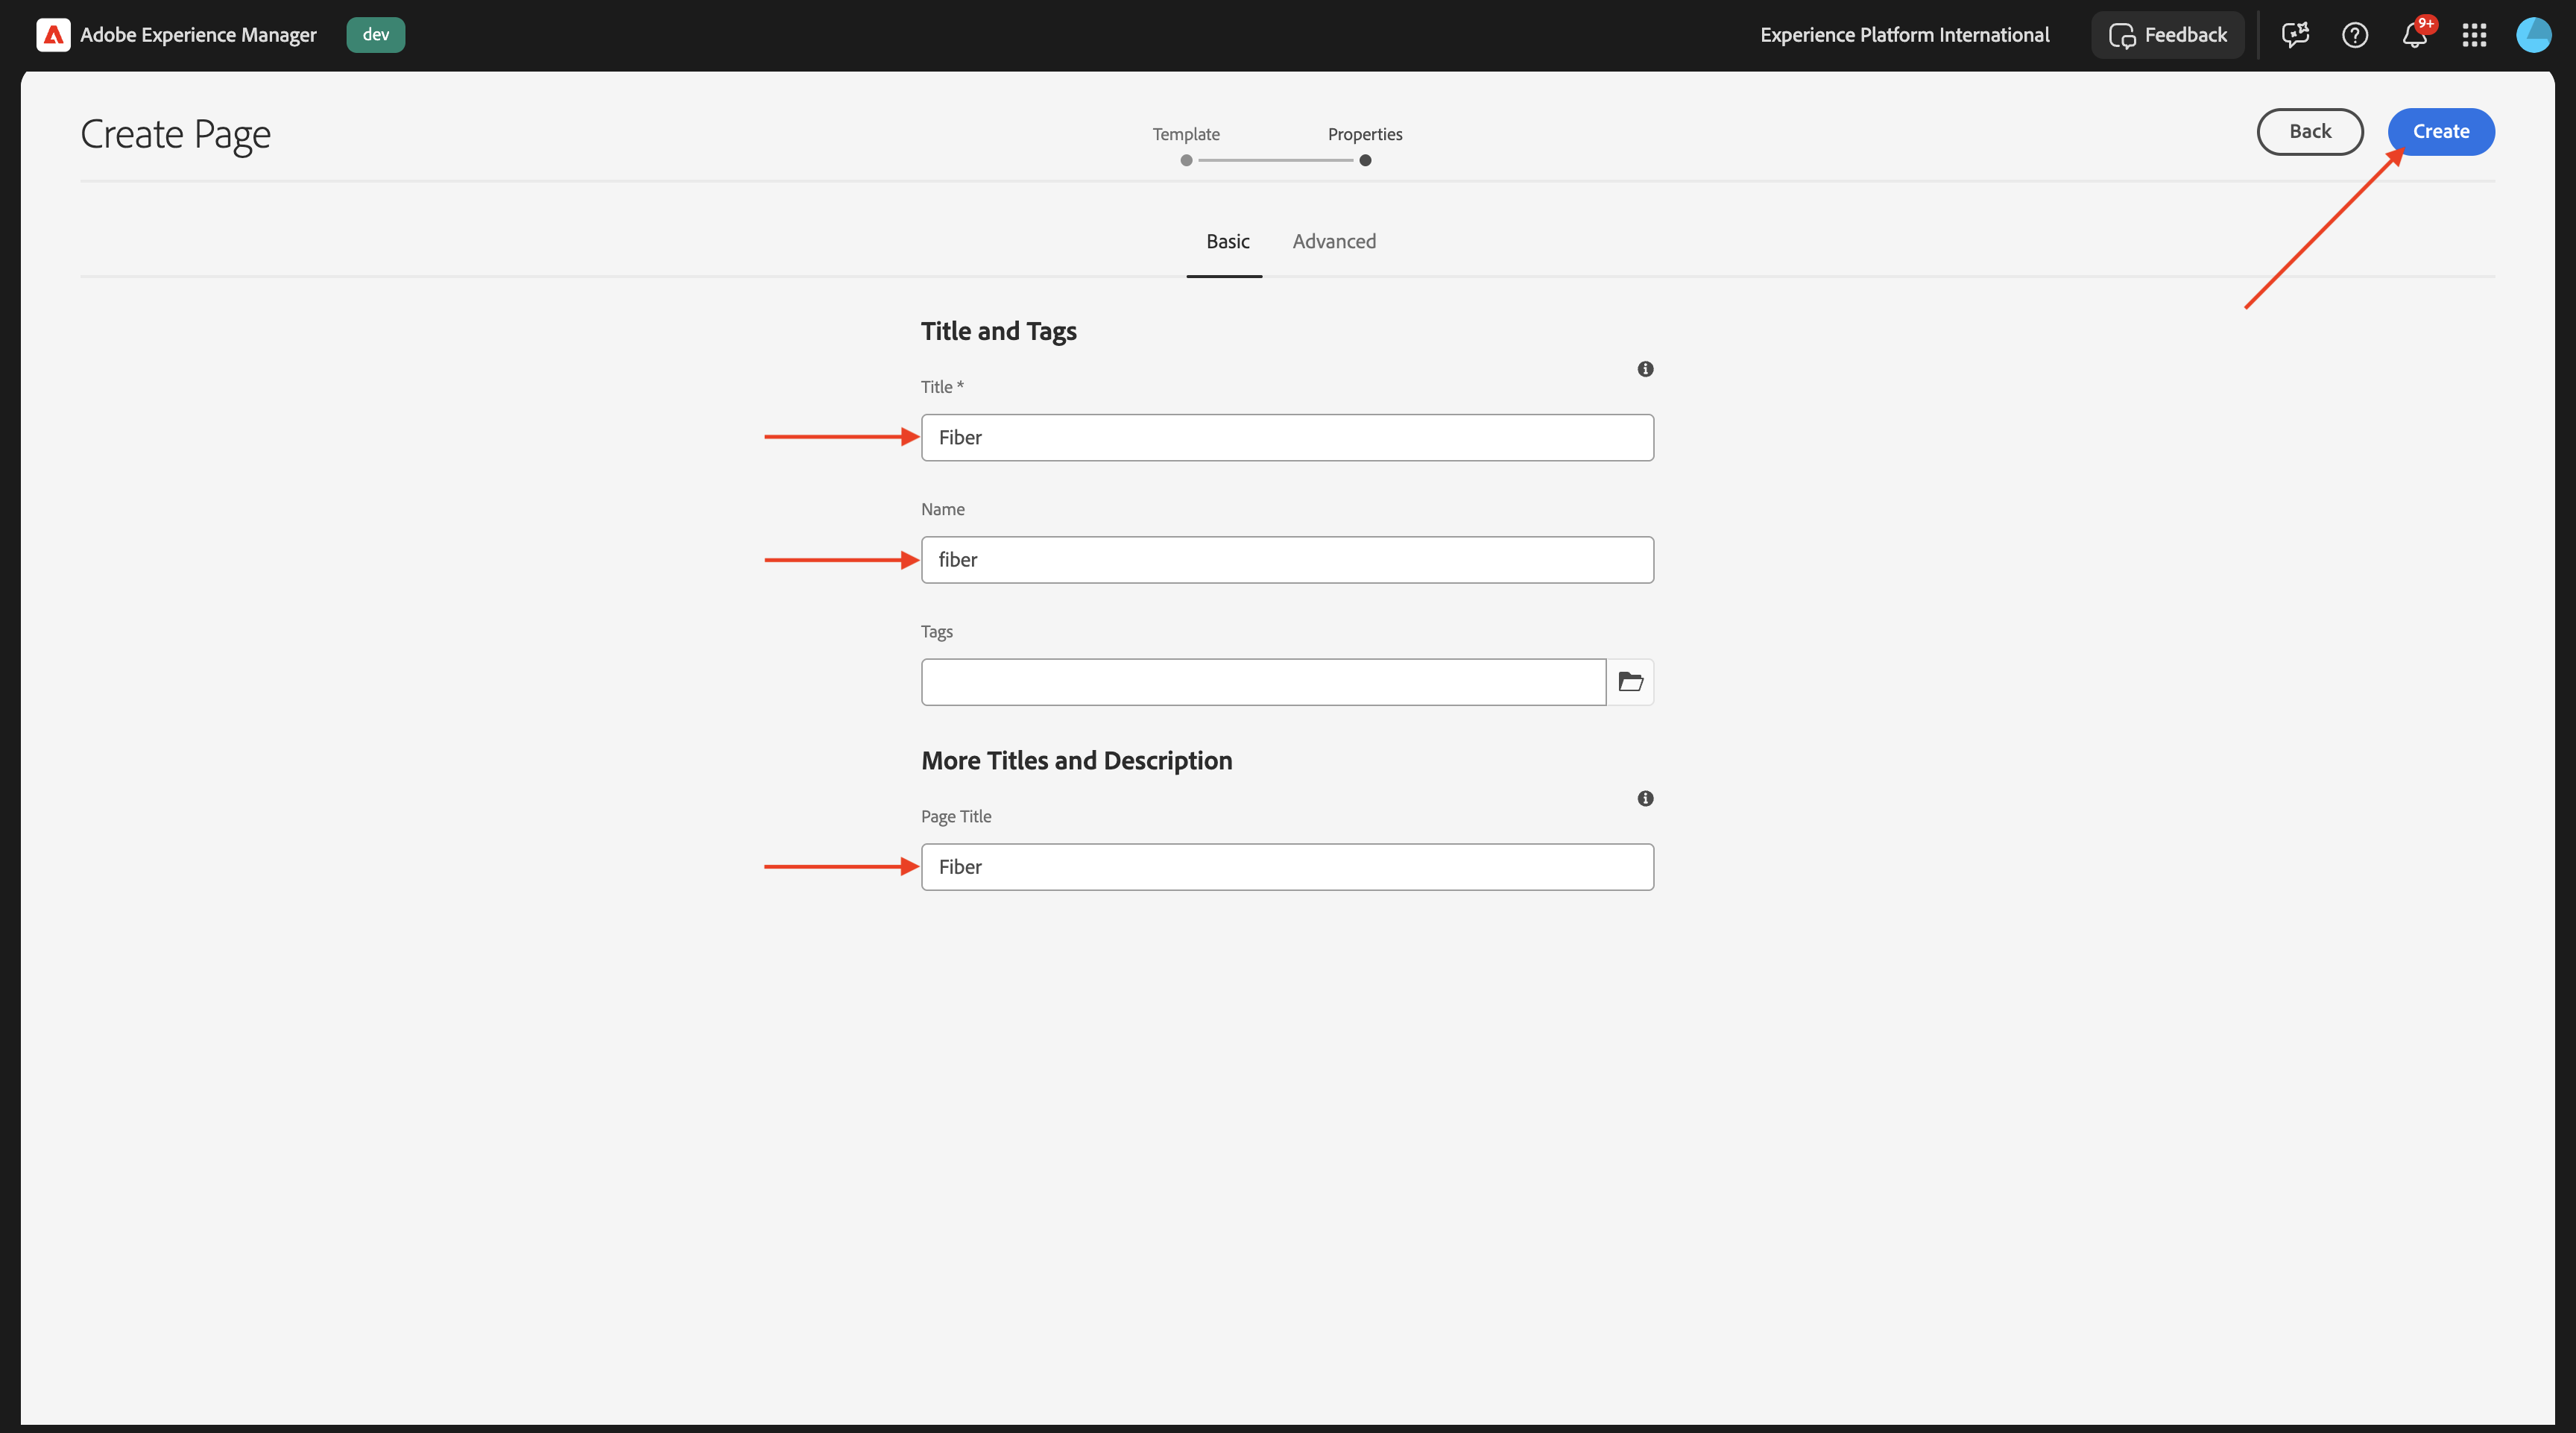 Adobe Experience Manager
dev
Experience Platform International
Feedback
9+
Create Page
Template
Properties
Back
Create
Basic
Advanced
Title and Tags
Title *
Fiber
Name
fiber
Tags
More Titles and Description
Page Title
Fiber